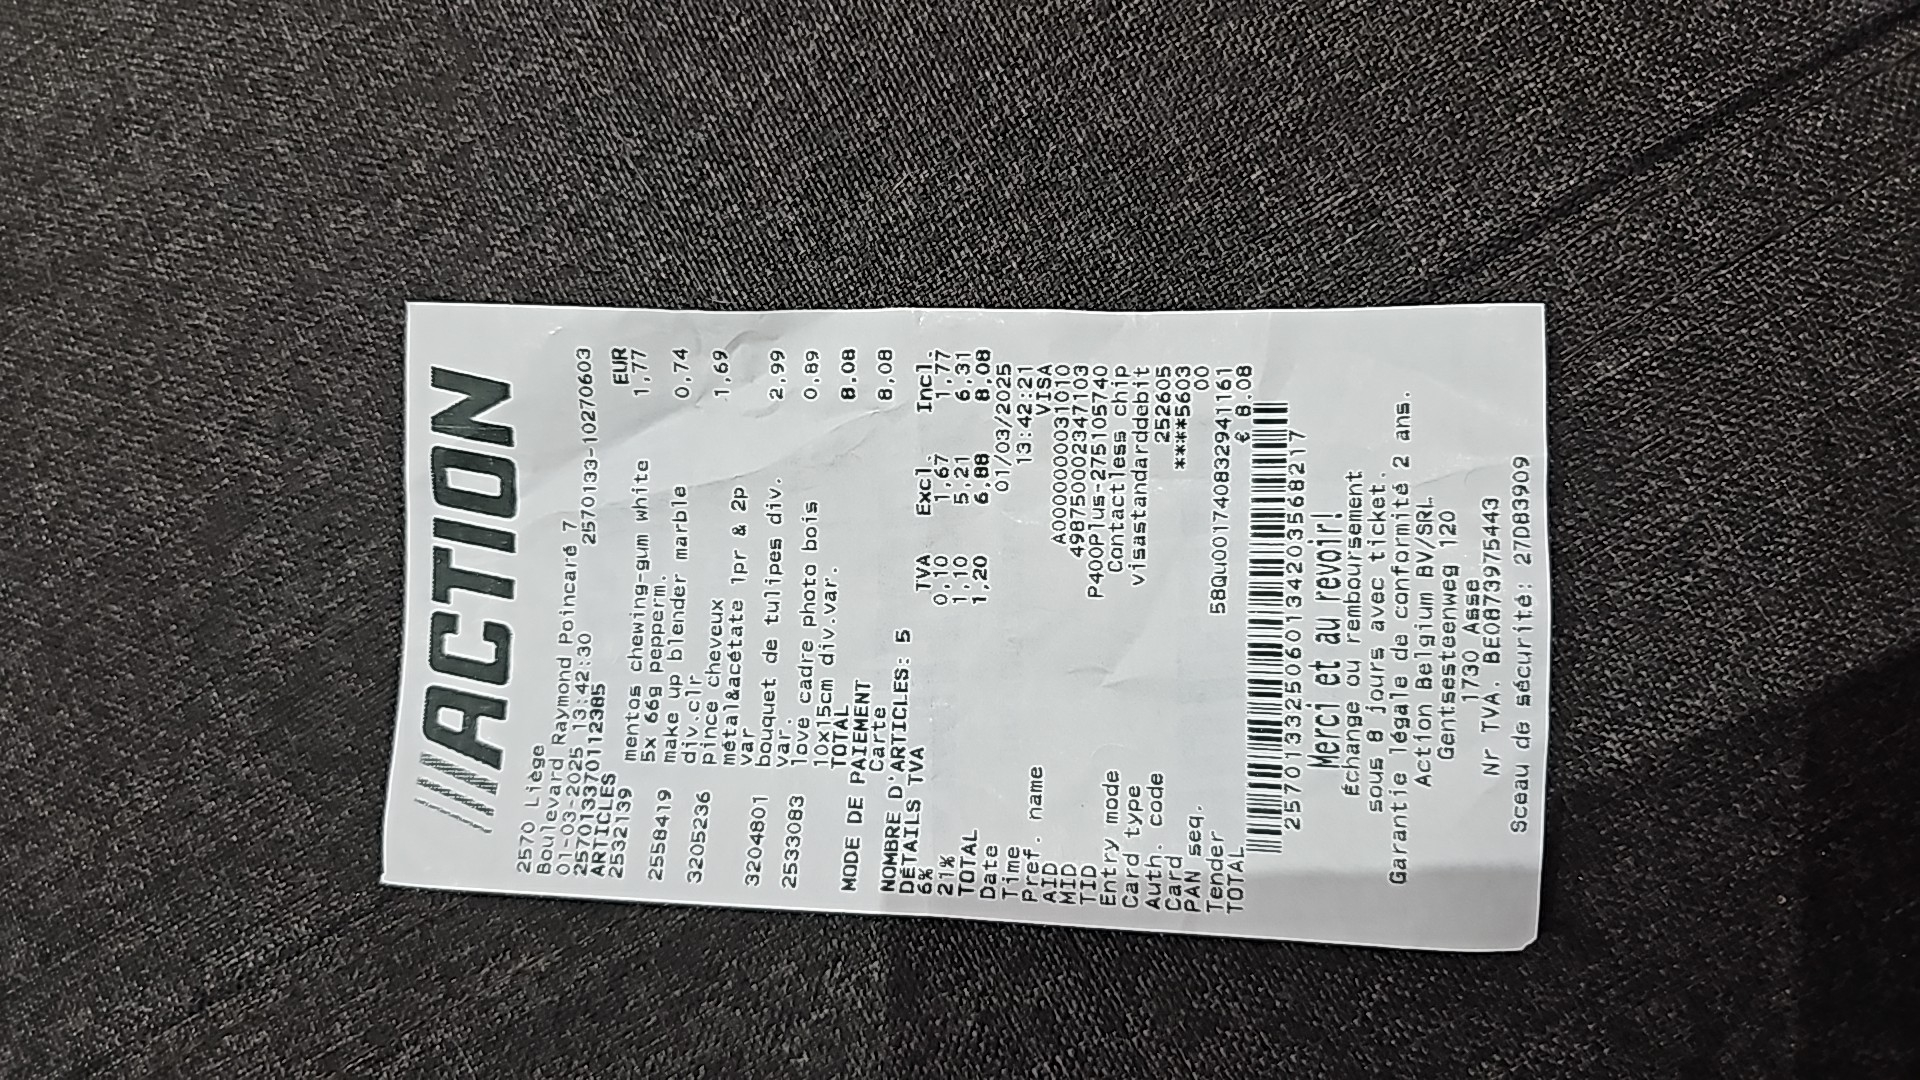 ACTION
2570 Liège
Boulevard Raymond Poincaré 7
01-03-2025 13:42:30 2570133-10270603
2570133701112385
ARTICLES EUR
2532139 mentos chewing-gum white 1,77
5x 66g pepperm.
2558419 make up blender marble 0,74
div.clr
3205236 pince cheveux 1,69
métal&acétate 1pr & 2p
var
3204801 bouquet de tulipes div. 2,99
var.
2533083 love cadre photo bois 0,89
10x15cm div.var.
TOTAL 8,08
MODE DE PAIEMENT
Carte 8,08
NOMBRE D'ARTICLES: 5
DÉTAILS TVA TVA Excl. Incl.
6% 0,10 1,67 1,77
21% 1,10 5,21 6,31
TOTAL 1,20 6,88 8,08
Date 01/03/2025
Time 13:42:21
Pref. name VISA
AID A0000000031010
MID 498750002347103
TID P400Plus-275105740
Entry mode Contactless chip
Card type visastandarddebit
Auth. code 252605
Card ****5603
PAN seq. 00
Tender 58Qu001740832941161
TOTAL € 8.08
Merci et au revoir!
Échange ou remboursement
sous 8 jours avec ticket.
Garantie légale de conformité 2 ans.
Action Belgium BV/SRL
Gentsesteenweg 120
1730 Asse
Nr TVA. BE0873975443
Sceau de sécurité: 27D83909